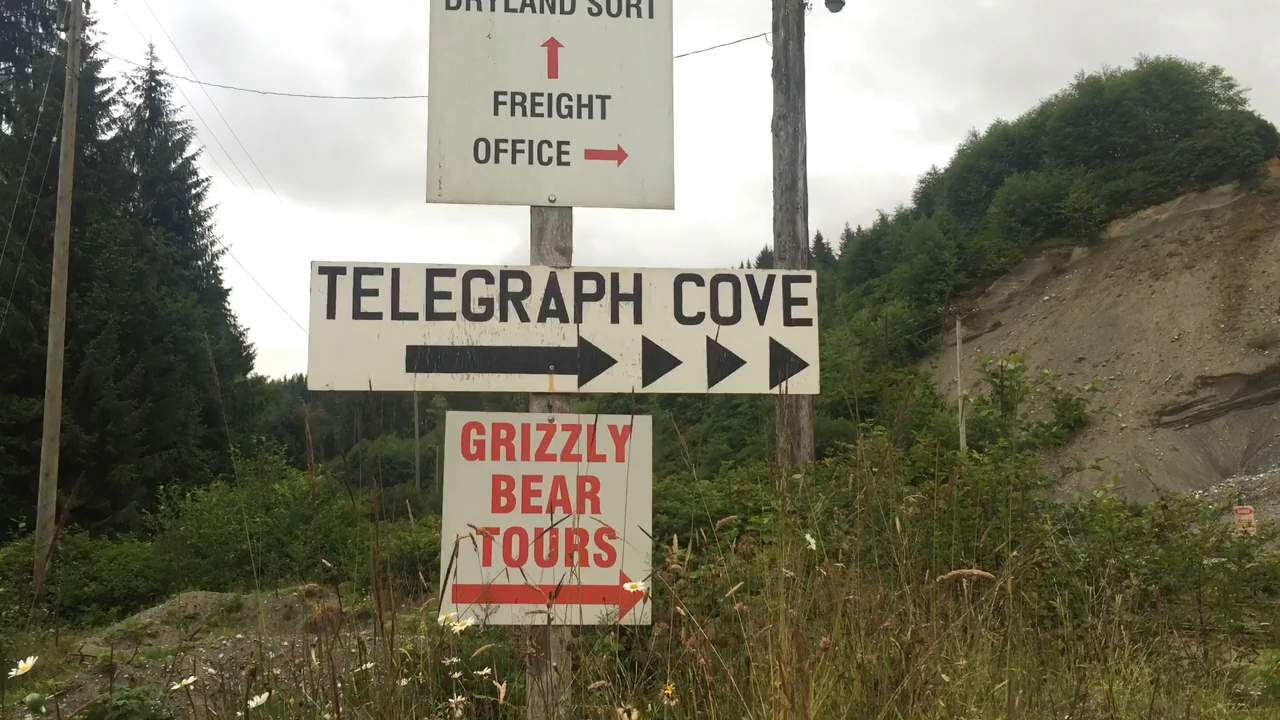 DRYLAND SORT
FREIGHT
OFFICE
TELEGRAPH COVE
GRIZZLY
BEAR
TOURS